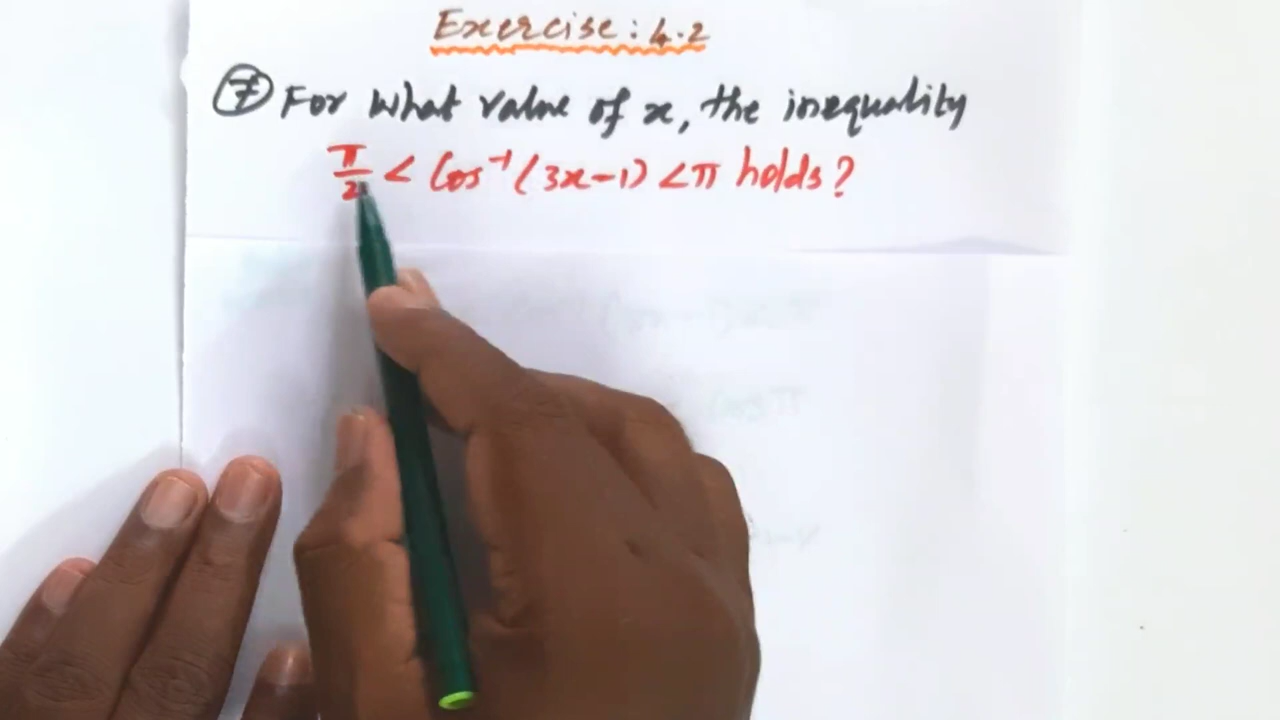 Exercise : 4.2
⑦ For what value of x, the inequality
π/2 < Cos⁻¹(3x-1) < π holds?